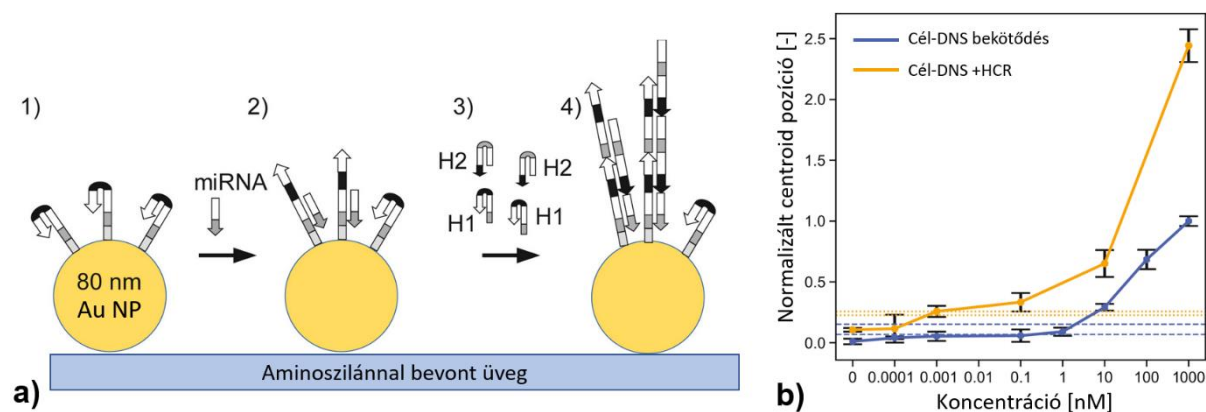 1)
2)
3)
4)
miRNA
H2
H2
H1
H1
80 nm
Au NP
Aminoszilánnal bevont üveg
a)
Normalizált centroid pozíció [-]
2.5
2.0
1.5
1.0
0.5
0.0
Cél-DNS bekötődés
Cél-DNS +HCR
0 0.0001 0.001 0.01 0.1 1 10 100 1000
Koncentráció [nM]
b)